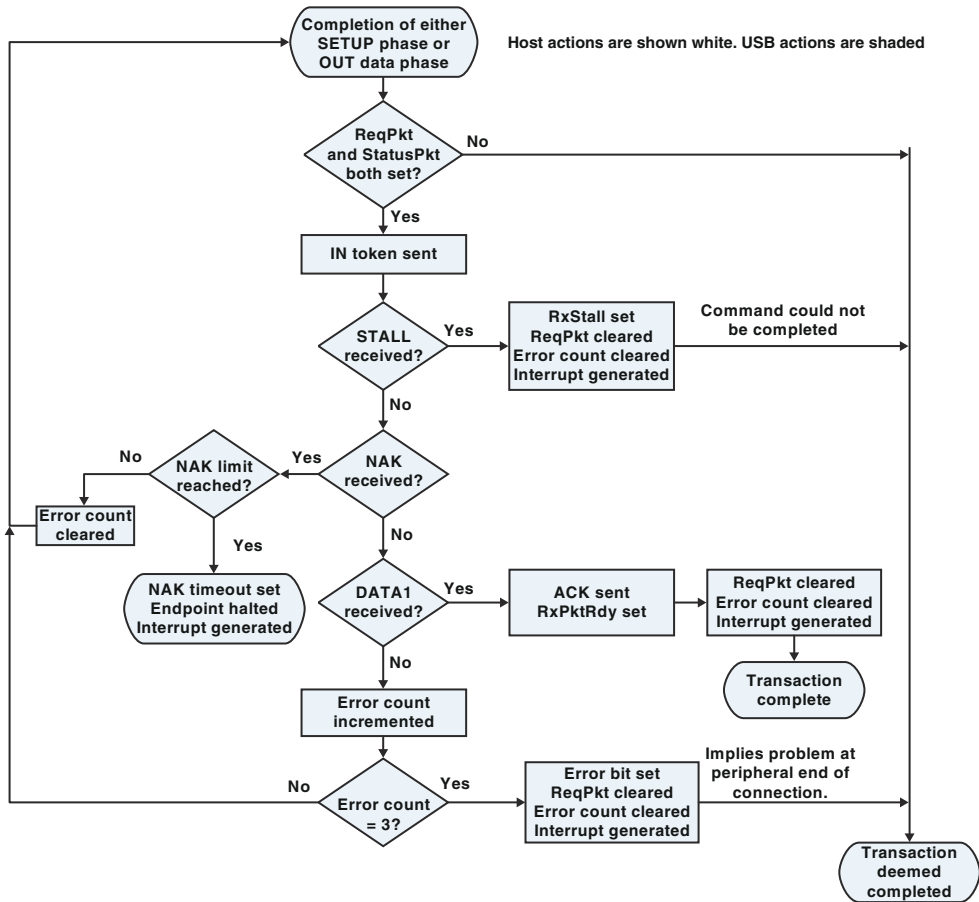 Completion of either
SETUP phase or
OUT data phase
Host actions are shown white. USB actions are shaded
ReqPkt
and StatusPkt
both set?
No
Yes
IN token sent
STALL
received?
Yes
RxStall set
ReqPkt cleared
Error count cleared
Interrupt generated
Command could not
be completed
No
NAK
received?
Yes
NAK limit
reached?
No
Error count
cleared
Yes
NAK timeout set
Endpoint halted
Interrupt generated
No
DATA1
received?
Yes
ACK sent
RxPktRdy set
ReqPkt cleared
Error count cleared
Interrupt generated
Transaction
complete
No
Error count
incremented
Error count
= 3?
No
Yes
Error bit set
ReqPkt cleared
Error count cleared
Interrupt generated
Implies problem at
peripheral end of
connection.
Transaction
deemed
completed